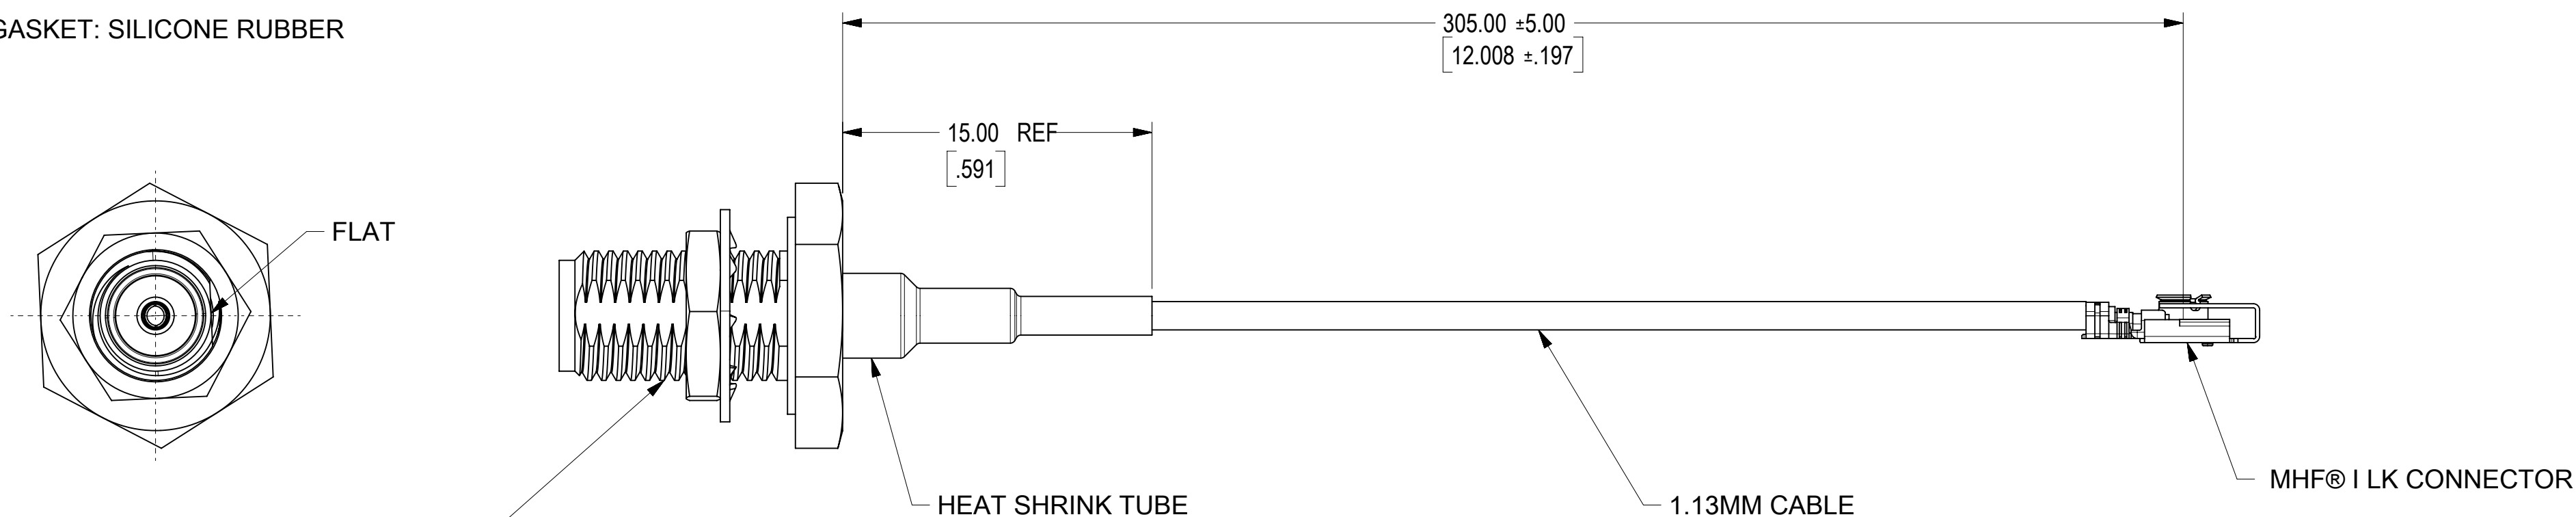 GASKET: SILICONE RUBBER
305.00 ±5.00
[12.008 ±.197]
15.00 REF
[.591]
FLAT
HEAT SHRINK TUBE
1.13MM CABLE
MHF® I LK CONNECTOR